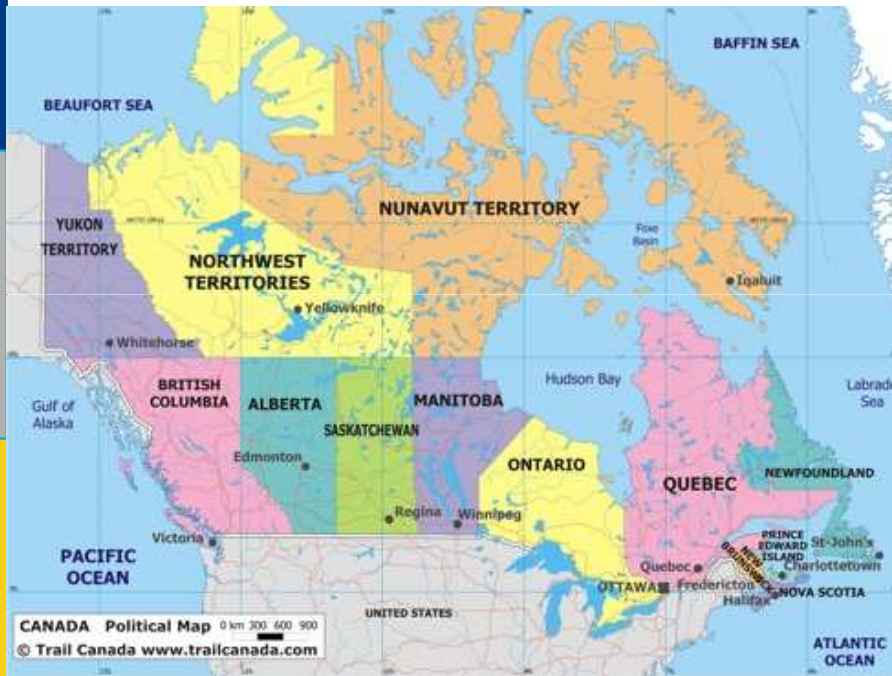 BAFFIN SEA
BEAUFORT SEA
YUKON
TERRITORY
NUNAVUT TERRITORY
Foxe
Basin
NORTHWEST
TERRITORIES
Iqaluit
Yellowknife
Whitehorse
BRITISH
COLUMBIA
ALBERTA
MANITOBA
Hudson Bay
Labrador
Sea
Gulf of
Alaska
SASKATCHEWAN
Edmonton
ONTARIO
QUEBEC
NEWFOUNDLAND
Regina
Winnipeg
Victoria
PRINCE
EDWARD
ISLAND
St-John's
PACIFIC
OCEAN
Quebec
NEW
BRUNSWICK
Charlottetown
OTTAWA
Fredericton
Halifax
NOVA SCOTIA
UNITED STATES
CANADA Political Map 0 km 300 600 900
© Trail Canada www.trailcanada.com
ATLANTIC
OCEAN